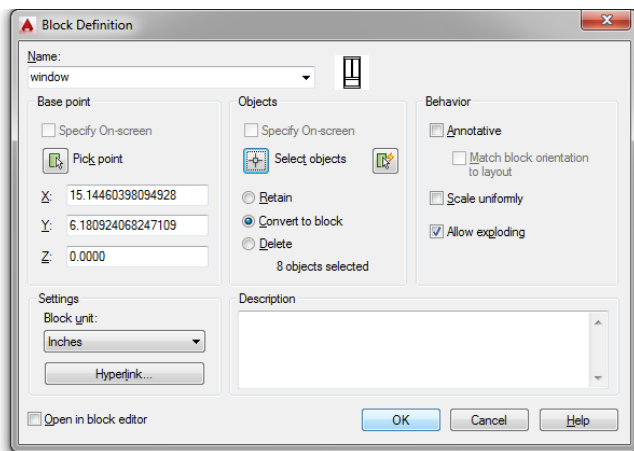 Block Definition
Name:
window
Base point
Specify On-screen
Pick point
X: 15.14460398094928
Y: 6.180924068247109
Z: 0.0000
Objects
Specify On-screen
Select objects
Retain
Convert to block
Delete
8 objects selected
Behavior
Annotative
Match block orientation
to layout
Scale uniformly
Allow exploding
Settings
Block unit:
Inches
Hyperlink...
Description
Open in block editor
OK
Cancel
Help